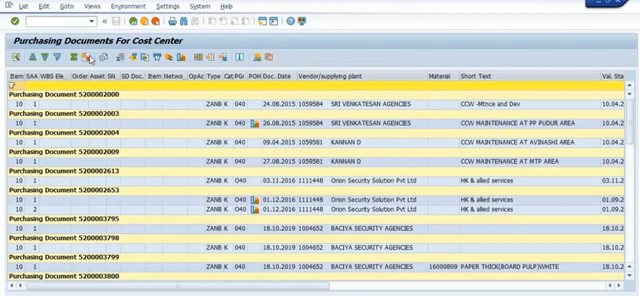 List Edit Goto Views Environment Settings System Help
Purchasing Documents For Cost Center
Item SAA WBS Ele_ Order Asset SN_ SD Doc. Item Netwo_ OpAc Type Cat PGr POH Doc. Date Vendor/supplying plant Material Short Text Val. Sta
Purchasing Document 5200002000
10 1 ZANB K 040 24.08.2015 1059584 SRI VENKATESAN AGENCIES CCW -Mttnce and Dev 10.04.2
Purchasing Document 5200002003
10 1 ZANB K 040 26.08.2015 1059584 SRI VENKATESAN AGENCIES CCW MAINTENANCE AT PP PUDUR AREA 10.04.2
Purchasing Document 5200002004
10 1 ZANB K 040 09.04.2015 1059581 KANNAN D CCW MAINTENANCE AT AVINASHI AREA 10.04.2
Purchasing Document 5200002009
10 1 ZANB K 040 27.08.2015 1059581 KANNAN D CCW MAINTENANCE AT MTP AREA 10.04.2
Purchasing Document 5200002613
10 1 ZANB K O40 03.11.2016 1111448 Orion Security Solution Pvt Ltd HK & allied services 03.11.2
Purchasing Document 5200002653
10 1 ZANB K O40 01.12.2016 1111448 Orion Security Solution Pvt Ltd HK & allied services 01.09.2
10 2 ZANB K O40 01.12.2016 1111448 Orion Security Solution Pvt Ltd HK & allied services 01.09.2
Purchasing Document 5200003795
10 1 ZANB K 040 18.10.2019 1004652 BACIYA SECURITY AGENCIES 18.10.2
Purchasing Document 5200003798
10 1 ZANB K 040 18.10.2019 1004652 BACIYA SECURITY AGENCIES 18.10.2
Purchasing Document 5200003799
10 1 ZANB K 040 18.10.2019 1004652 BACIYA SECURITY AGENCIES 16000809 PAPER THICK(BOARD PULP)WHITE 18.10.2
Purchasing Document 5200003800